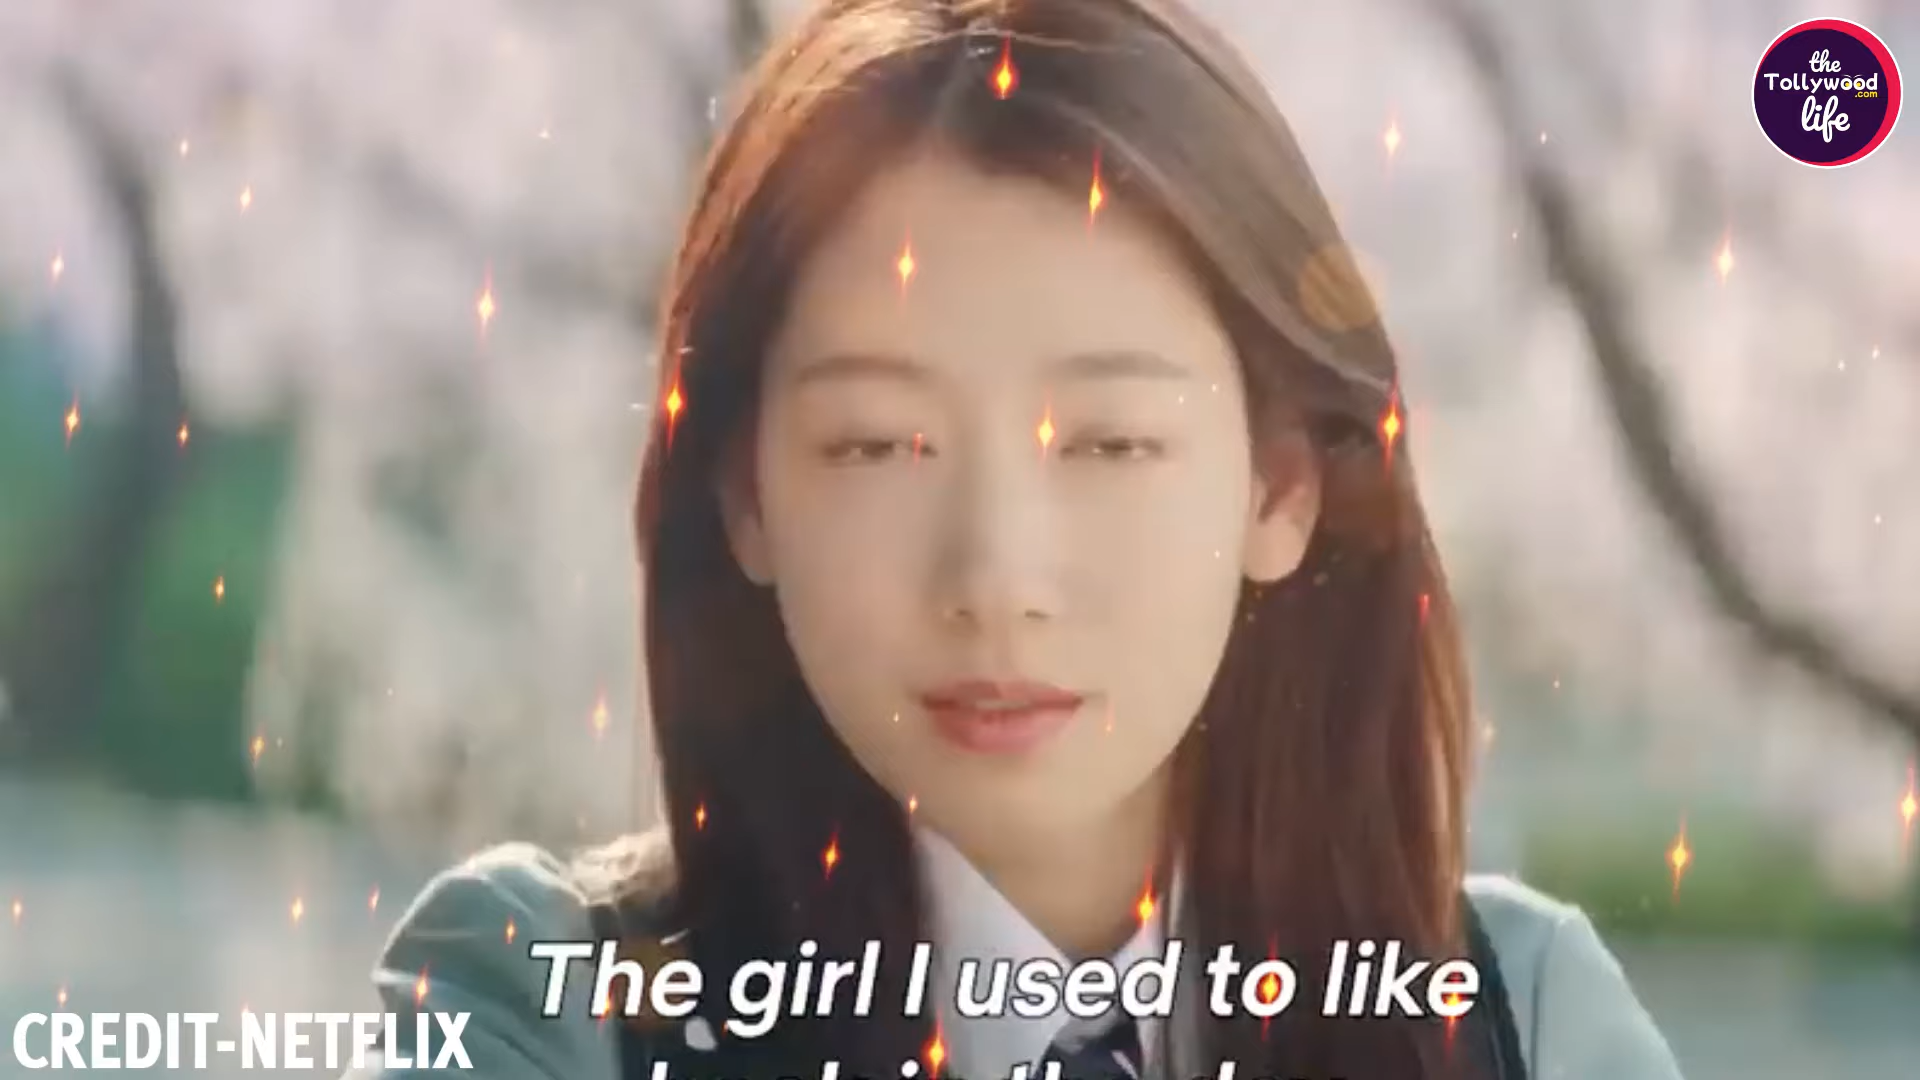 the
Tollywood
.com
life
The girl I used to like
CREDIT-NETFLIX